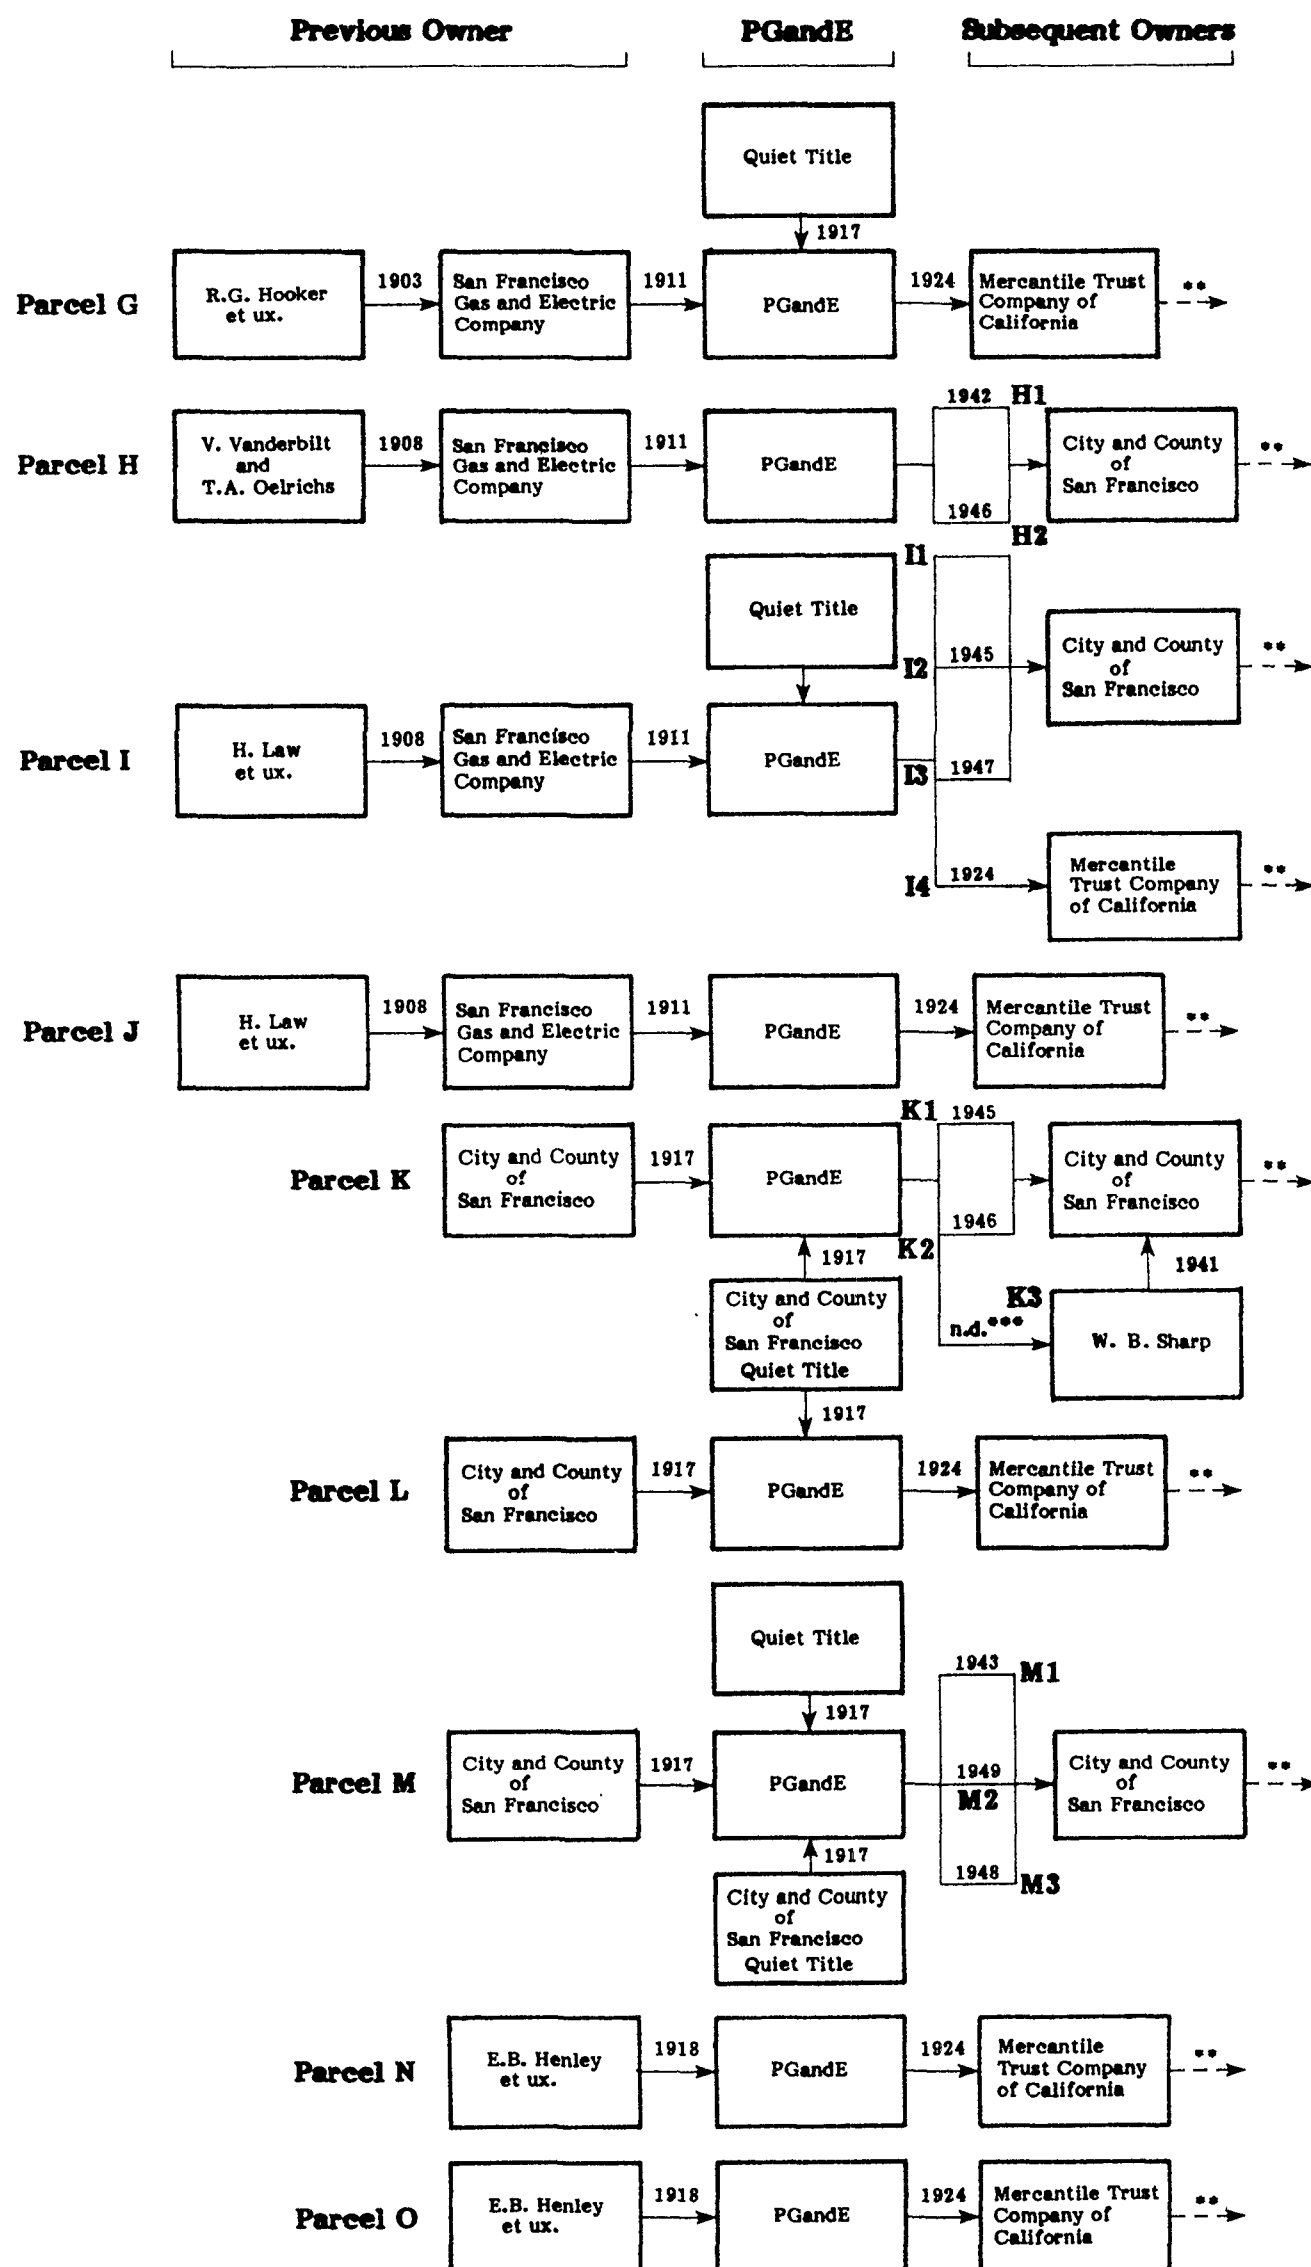 Previous Owner
PGandE
Subsequent Owners
Quiet Title
1917
Parcel G
R.G. Hooker
et ux.
1903
San Francisco
Gas and Electric
Company
1911
PGandE
1924
Mercantile Trust
Company of
California
**
Parcel H
V. Vanderbilt
and
T.A. Oelrichs
1908
San Francisco
Gas and Electric
Company
1911
PGandE
1942
H1
1946
H2
City and County
of
San Francisco
**
Quiet Title
Parcel I
H. Law
et ux.
1908
San Francisco
Gas and Electric
Company
1911
PGandE
I1
I2
1945
I3
1947
City and County
of
San Francisco
**
I4
1924
Mercantile
Trust Company
of California
**
Parcel J
H. Law
et ux.
1908
San Francisco
Gas and Electric
Company
1911
PGandE
1924
Mercantile Trust
Company of
California
**
Parcel K
City and County
of
San Francisco
1917
PGandE
K1
1945
1946
K2
City and County
of
San Francisco
**
1917
City and County
of
San Francisco
Quiet Title
1917
1941
K3
n.d.***
W. B. Sharp
Parcel L
City and County
of
San Francisco
1917
PGandE
1924
Mercantile Trust
Company of
California
**
Quiet Title
1917
Parcel M
City and County
of
San Francisco
1917
PGandE
1943
M1
1949
M2
1948
M3
City and County
of
San Francisco
**
1917
City and County
of
San Francisco
Quiet Title
Parcel N
E.B. Henley
et ux.
1918
PGandE
1924
Mercantile
Trust Company
of California
**
Parcel O
E.B. Henley
et ux.
1918
PGandE
1924
Mercantile Trust
Company of
California
**